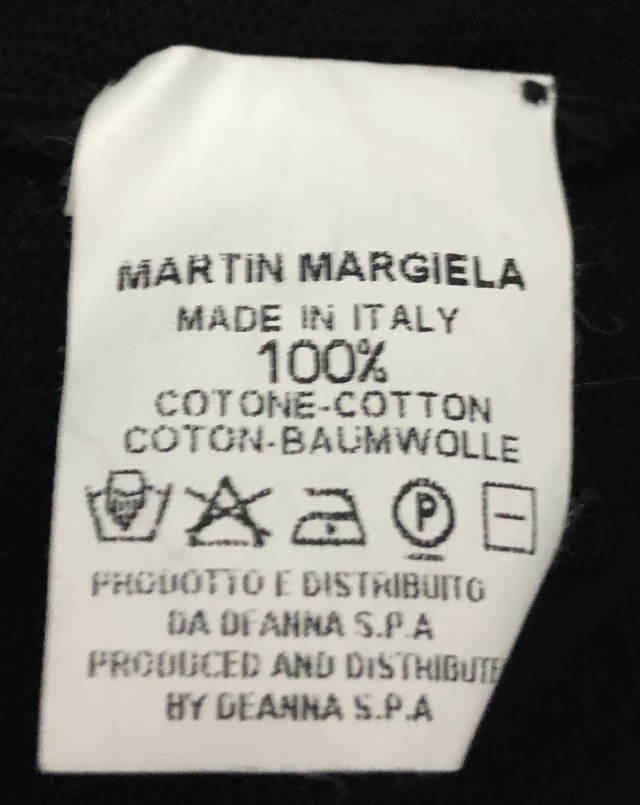 MARTIN MARGIELA
MADE IN ITALY
100%
COTONE-COTTON
COTON-BAUMWOLLE
P
PRODOTTO E DISTRIBUITO
DA DEANNA S.P.A
PRODUCED AND DISTRIBUTE
BY DEANNA S.P.A